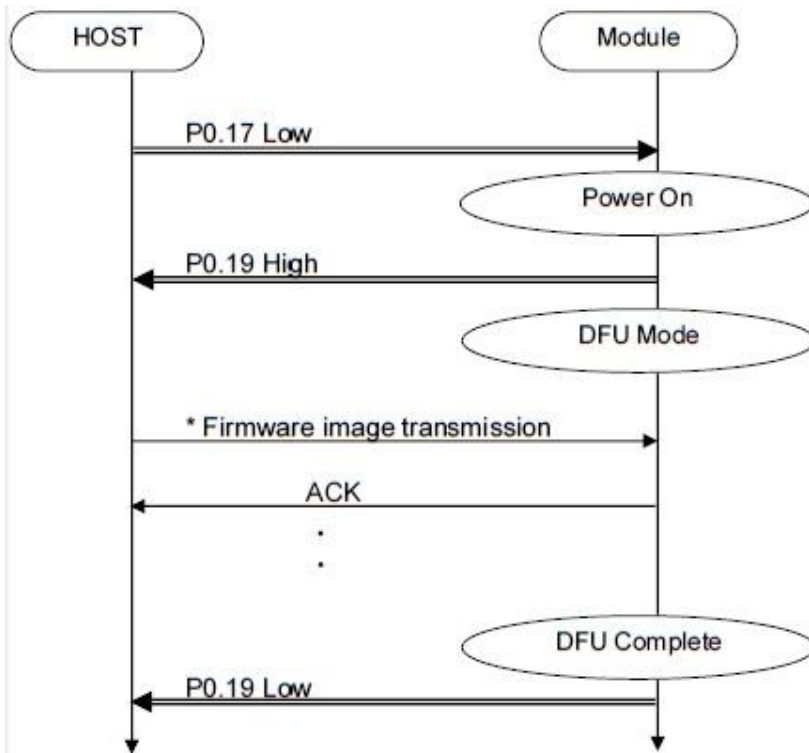 HOST
Module
P0.17 Low
Power On
P0.19 High
DFU Mode
* Firmware image transmission
ACK
.
.
DFU Complete
P0.19 Low